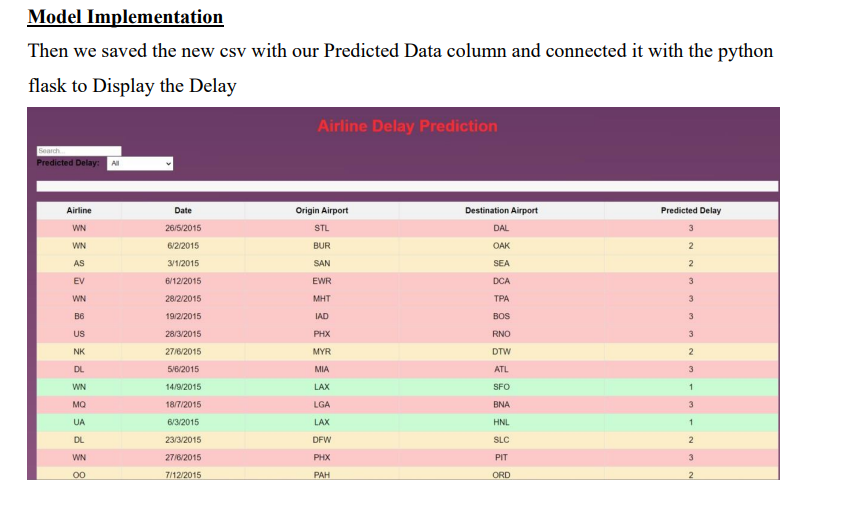 Model Implementation
Then we saved the new csv with our Predicted Data column and connected it with the python
flask to Display the Delay
Airline Delay Prediction
Search...
Predicted Delay: All
Airline Date Origin Airport Destination Airport Predicted Delay
WN 26/5/2015 STL DAL 3
WN 6/2/2015 BUR OAK 2
AS 3/1/2015 SAN SEA 2
EV 6/12/2015 EWR DCA 3
WN 28/2/2015 MHT TPA 3
B6 19/2/2015 IAD BOS 3
US 28/3/2015 PHX RNO 3
NK 27/6/2015 MYR DTW 2
DL 5/6/2015 MIA ATL 3
WN 14/9/2015 LAX SFO 1
MQ 18/7/2015 LGA BNA 3
UA 6/3/2015 LAX HNL 1
DL 23/3/2015 DFW SLC 2
WN 27/6/2015 PHX PIT 3
OO 7/12/2015 PAH ORD 2